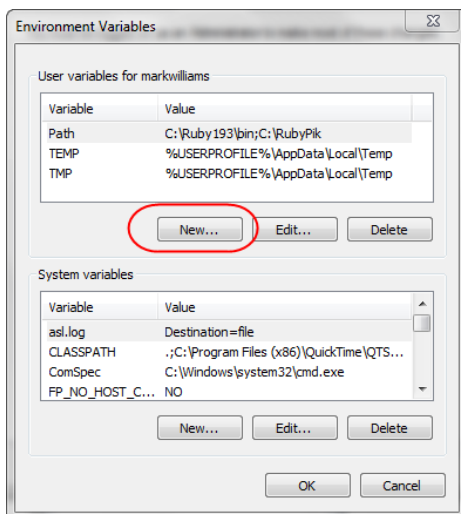 Environment Variables
User variables for markwilliams
Variable Value
Path C:\Ruby193\bin;C:\RubyPik
TEMP %USERPROFILE%\AppData\Local\Temp
TMP %USERPROFILE%\AppData\Local\Temp
New... Edit... Delete
System variables
Variable Value
asl.log Destination=file
CLASSPATH .;C:\Program Files (x86)\QuickTime\QTS...
ComSpec C:\Windows\system32\cmd.exe
FP_NO_HOST_C... NO
New... Edit... Delete
OK Cancel